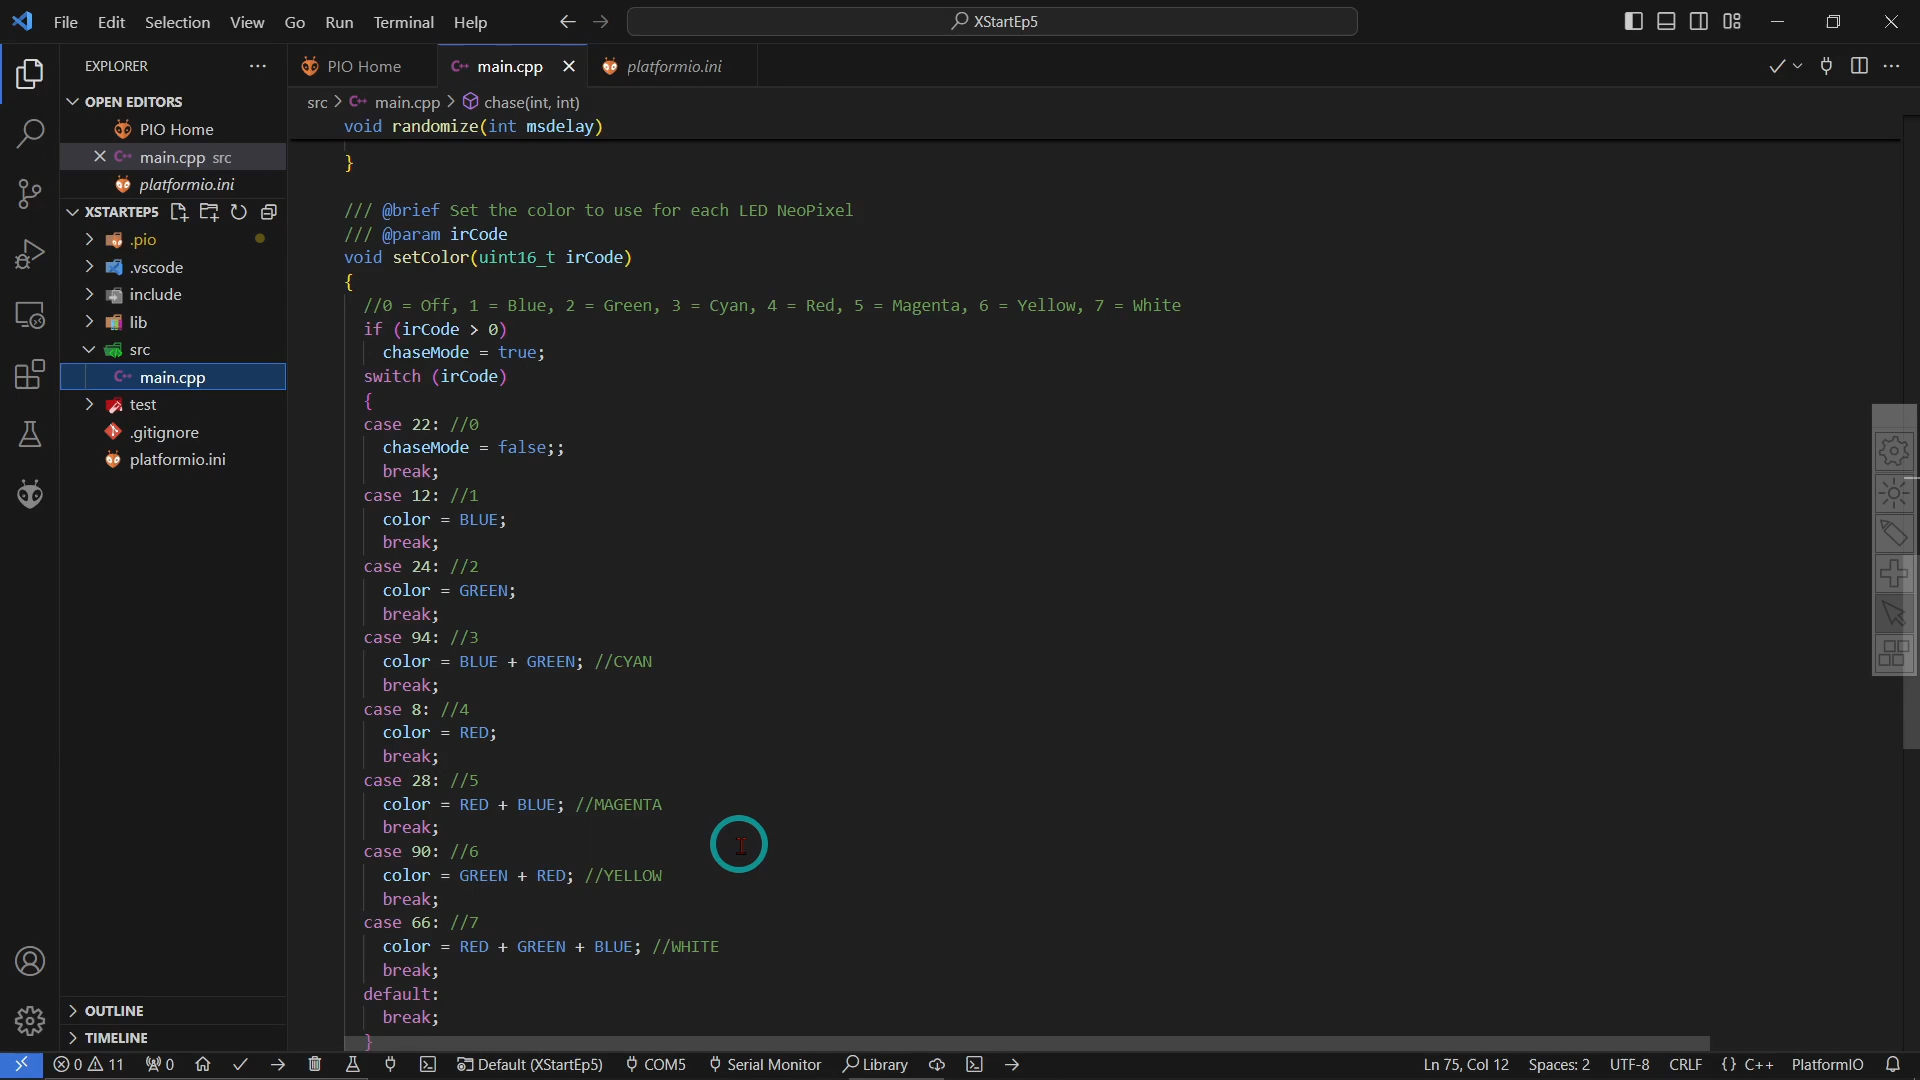 File Edit Selection View Go Run Terminal Help
XStartEp5
EXPLORER
PIO Home
main.cpp
platformio.ini
OPEN EDITORS
PIO Home
main.cpp src
platformio.ini
XSTARTEP5
.pio
.vscode
include
lib
src
main.cpp
test
.gitignore
platformio.ini
OUTLINE
TIMELINE
src > main.cpp > chase(int, int)
void randomize(int msdelay)
}
/// @brief Set the color to use for each LED NeoPixel
/// @param irCode
void setColor(uint16_t irCode)
{
//0 = Off, 1 = Blue, 2 = Green, 3 = Cyan, 4 = Red, 5 = Magenta, 6 = Yellow, 7 = White
if (irCode > 0)
chaseMode = true;
switch (irCode)
{
case 22: //0
chaseMode = false;;
break;
case 12: //1
color = BLUE;
break;
case 24: //2
color = GREEN;
break;
case 94: //3
color = BLUE + GREEN; //CYAN
break;
case 8: //4
color = RED;
break;
case 28: //5
color = RED + BLUE; //MAGENTA
break;
case 90: //6
color = GREEN + RED; //YELLOW
break;
case 66: //7
color = RED + GREEN + BLUE; //WHITE
break;
default:
break;
}
0 11 0 Default (XStartEp5) COM5 Serial Monitor Library Ln 75, Col 12 Spaces: 2 UTF-8 CRLF {} C++ PlatformIO